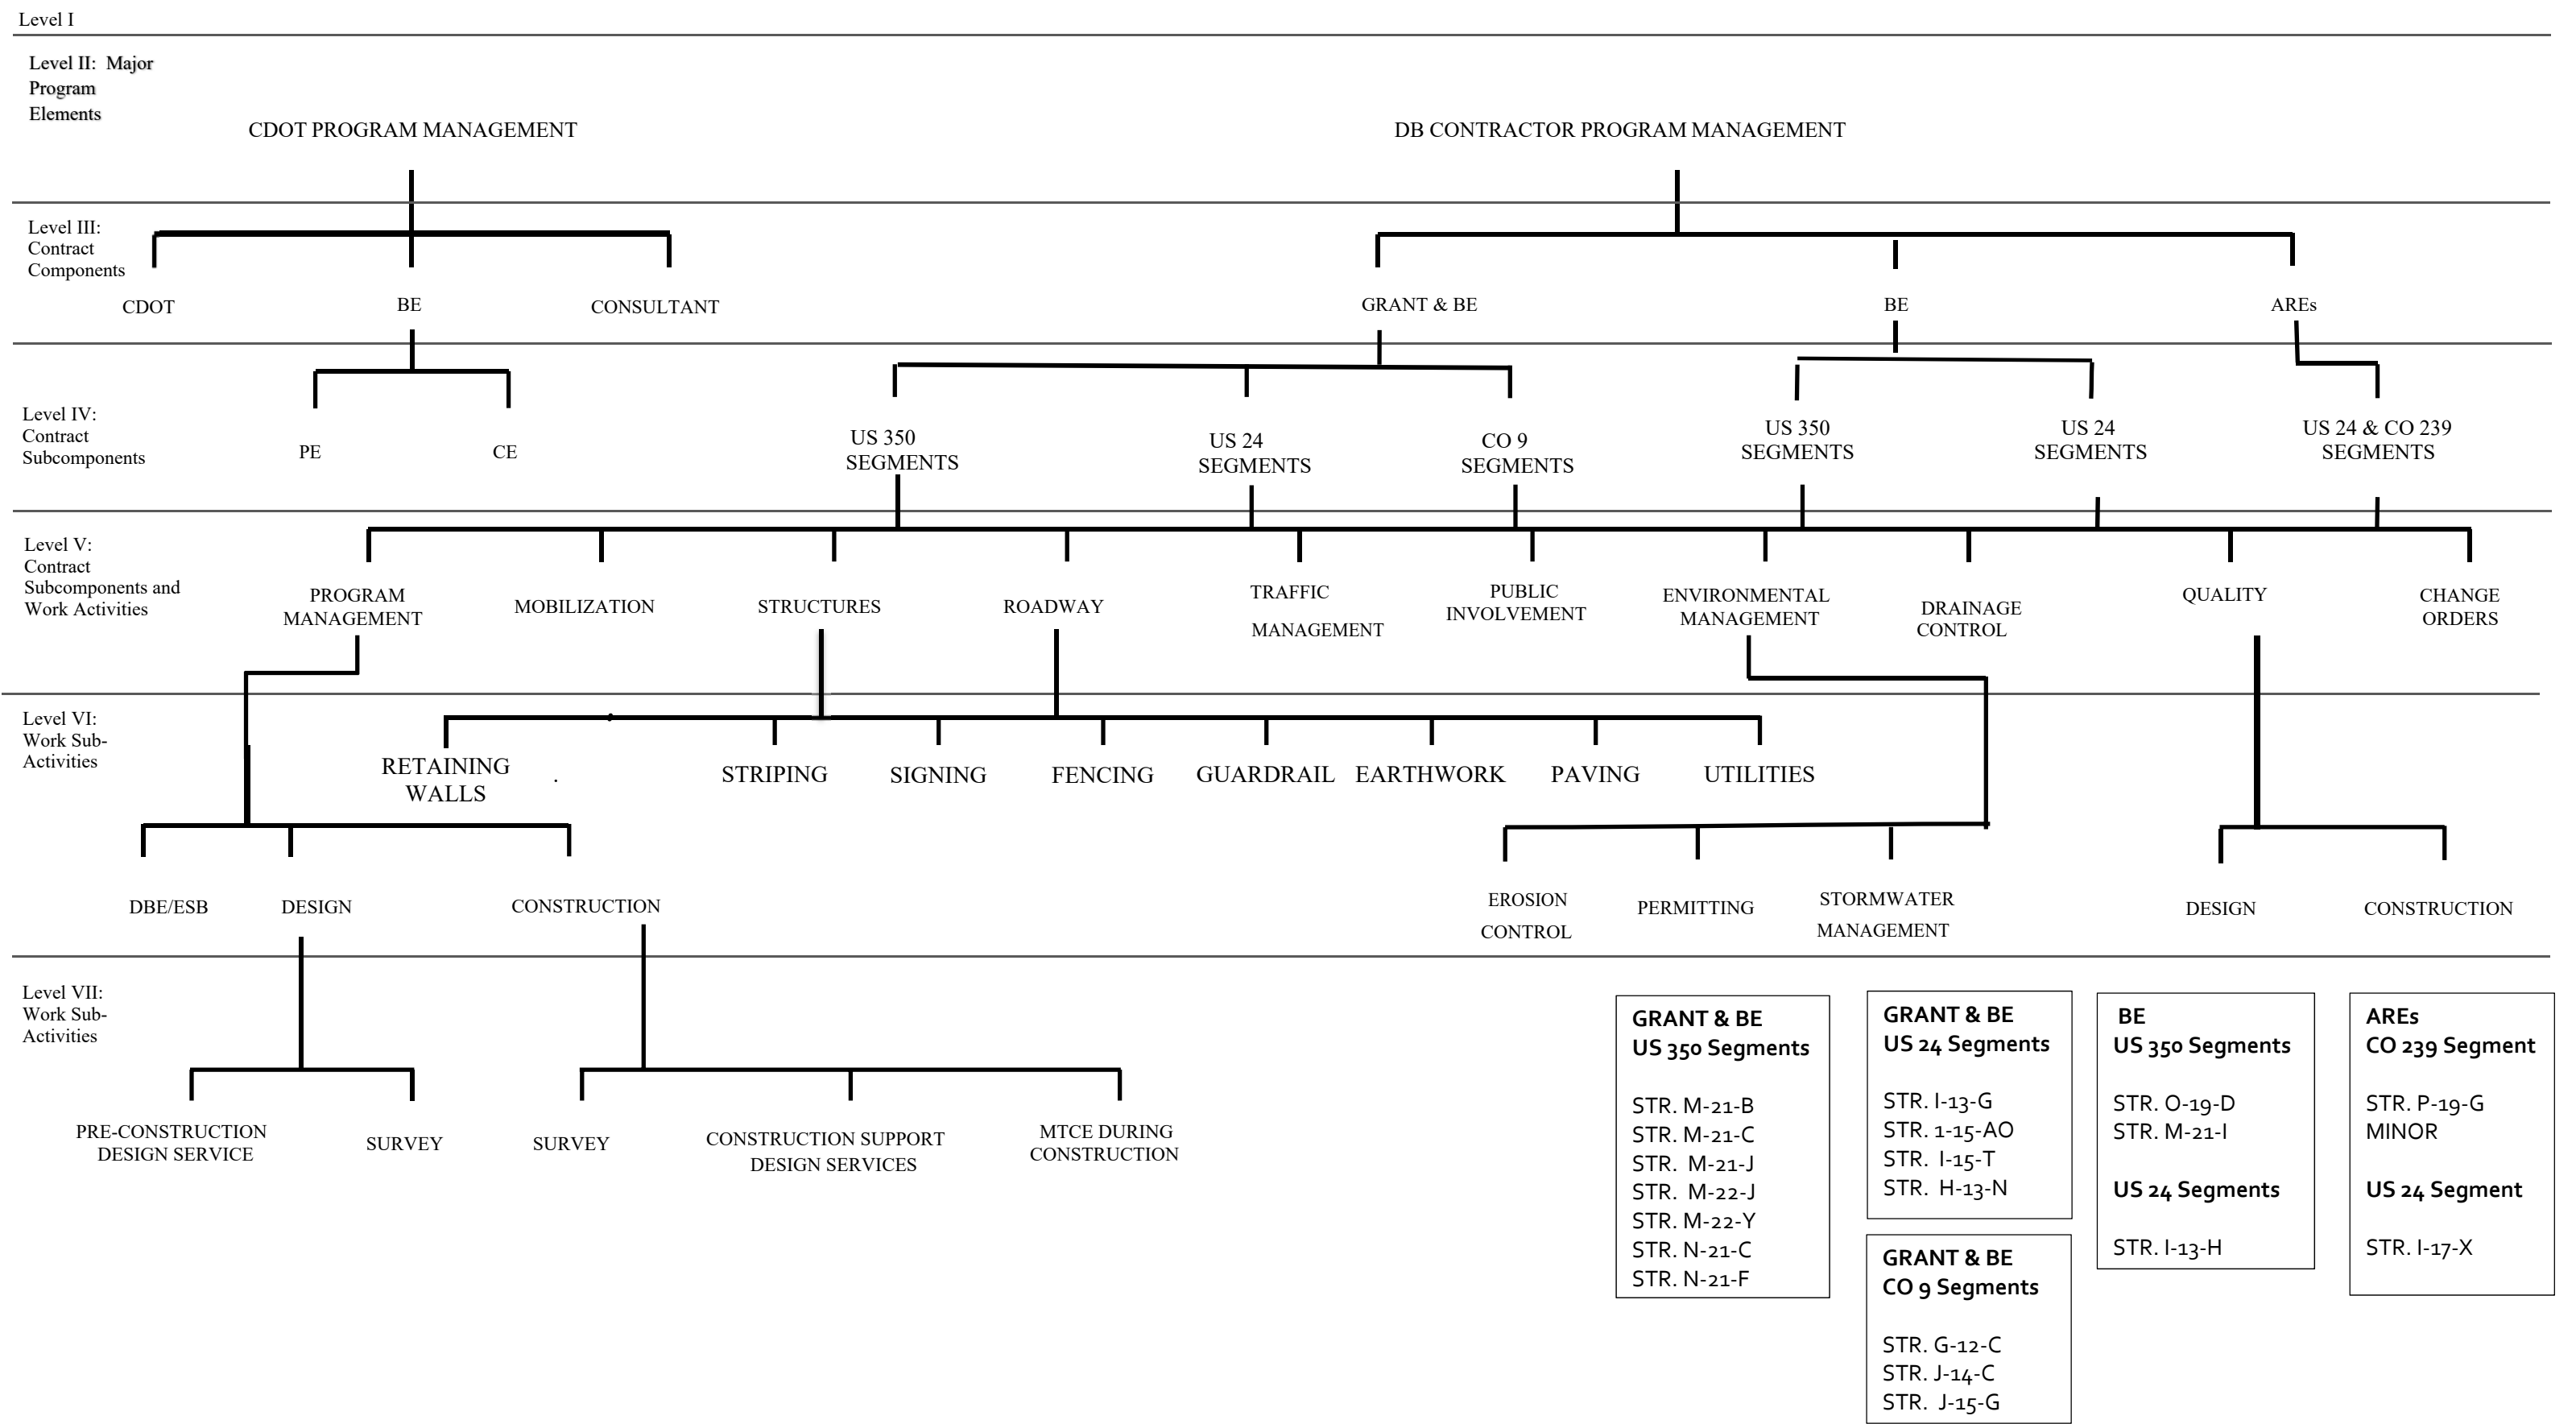 Level I
Level II: Major
Program
Elements
CDOT PROGRAM MANAGEMENT
DB CONTRACTOR PROGRAM MANAGEMENT
Level III:
Contract
Components
CDOT
BE
CONSULTANT
GRANT & BE
BE
AREs
Level IV:
Contract
Subcomponents
PE
CE
US 350
SEGMENTS
US 24
SEGMENTS
CO 9
SEGMENTS
US 350
SEGMENTS
US 24
SEGMENTS
US 24 & CO 239
SEGMENTS
Level V:
Contract
Subcomponents and
Work Activities
PROGRAM
MANAGEMENT
MOBILIZATION
STRUCTURES
ROADWAY
TRAFFIC
MANAGEMENT
PUBLIC
INVOLVEMENT
ENVIRONMENTAL
MANAGEMENT
DRAINAGE
CONTROL
QUALITY
CHANGE
ORDERS
Level VI:
Work Sub-
Activities
RETAINING
WALLS
.
STRIPING
SIGNING
FENCING
GUARDRAIL
EARTHWORK
PAVING
UTILITIES
DBE/ESB
DESIGN
CONSTRUCTION
EROSION
CONTROL
PERMITTING
STORMWATER
MANAGEMENT
DESIGN
CONSTRUCTION
Level VII:
Work Sub-
Activities
PRE-CONSTRUCTION
DESIGN SERVICE
SURVEY
SURVEY
CONSTRUCTION SUPPORT
DESIGN SERVICES
MTCE DURING
CONSTRUCTION
GRANT & BE
US 350 Segments
STR. M-21-B
STR. M-21-C
STR. M-21-J
STR. M-22-J
STR. M-22-Y
STR. N-21-C
STR. N-21-F
GRANT & BE
US 24 Segments
STR. I-13-G
STR. 1-15-AO
STR. I-15-T
STR. H-13-N
GRANT & BE
CO 9 Segments
STR. G-12-C
STR. J-14-C
STR. J-15-G
BE
US 350 Segments
STR. O-19-D
STR. M-21-I
US 24 Segments
STR. I-13-H
AREs
CO 239 Segment
STR. P-19-G
MINOR
US 24 Segment
STR. I-17-X